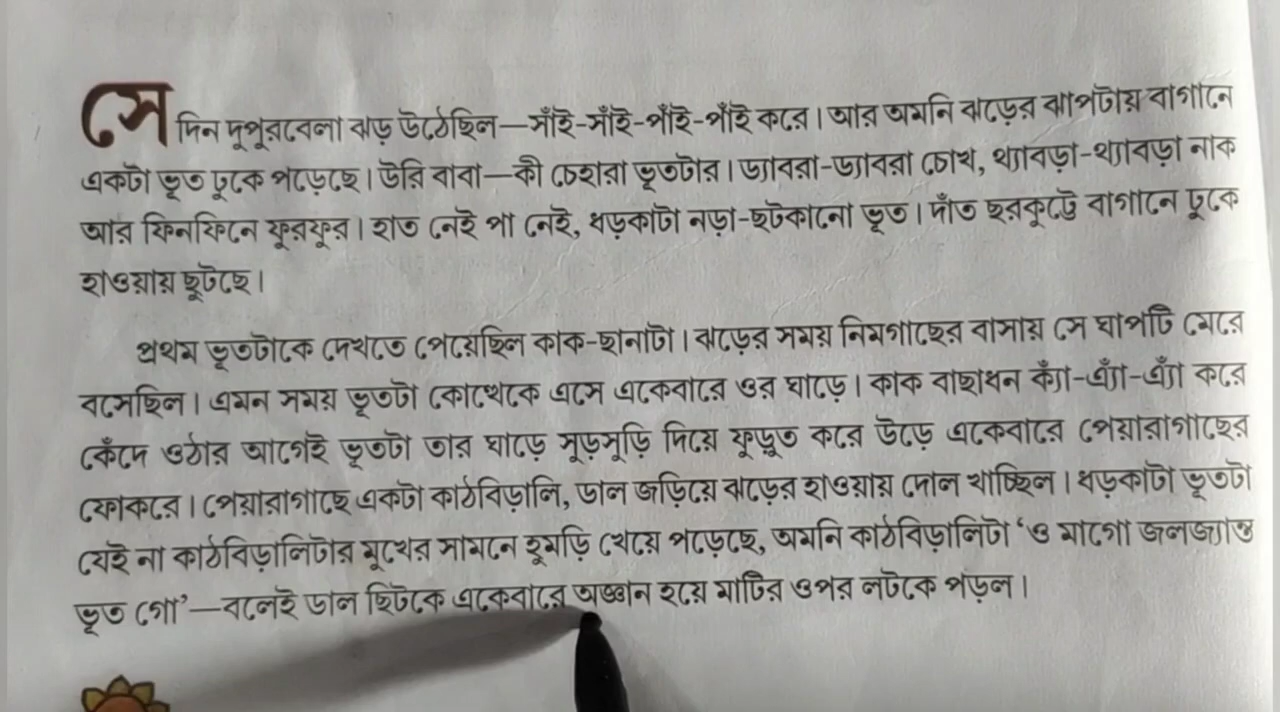 সেদিন দুপুরবেলা ঝড় উঠেছিল—সাঁই-সাঁই-পাঁই-পাঁই করে। আর অমনি ঝড়ের ঝাপটায় বাগানে
একটা ভূত ঢুকে পড়েছে। উরি বাবা—কী চেহারা ভূতটার। ড্যাবরা-ড্যাবরা চোখ, থ্যাবড়া-থ্যাবড়া নাক
আর ফিনফিনে ফুরফুর। হাত নেই পা নেই, ধড়কাটা নড়া-ছটকানো ভূত। দাঁত ছরকুট্টে বাগানে ঢুকে
হাওয়ায় ছুটছে।
প্রথম ভূতটাকে দেখতে পেয়েছিল কাক-ছানাটা। ঝড়ের সময় নিমগাছের বাসায় সে ঘাপটি মেরে
বসেছিল। এমন সময় ভূতটা কোত্থেকে এসে একেবারে ওর ঘাড়ে। কাক বাছাধন ক্যাঁ-এ্যাঁ-এ্যাঁ করে
কেঁদে ওঠার আগেই ভূতটা তার ঘাড়ে সুড়সুড়ি দিয়ে ফুড়ুত করে উড়ে একেবারে পেয়ারাগাছের
ফোকরে। পেয়ারাগাছে একটা কাঠবিড়ালি, ডাল জড়িয়ে ঝড়ের হাওয়ায় দোল খাচ্ছিল। ধড়কাটা ভূতটা
যেই না কাঠবিড়ালিটার মুখের সামনে হুমড়ি খেয়ে পড়েছে, অমনি কাঠবিড়ালিটা ‘ও মাগো জলজ্যান্ত
ভূত গো’—বলেই ডাল ছিটকে একেবারে অজ্ঞান হয়ে মাটির ওপর লটকে পড়ল।